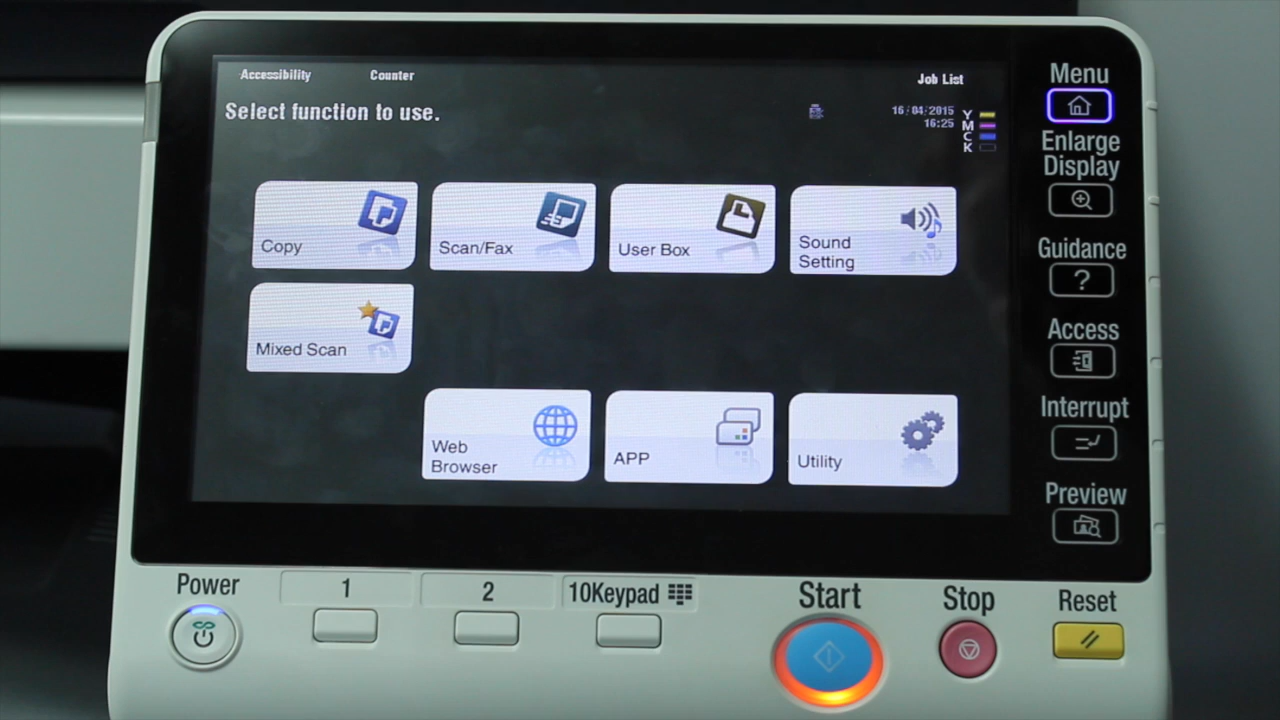 Accessibility
Counter
Job List
Menu
Select function to use.
16/04/2015
16:25
Y
M
C
K
Enlarge
Display
Copy
Scan/Fax
User Box
Sound
Setting
Guidance
?
Mixed Scan
Access
Web
Browser
APP
Utility
Interrupt
Preview
Power
1
2
10Keypad
Start
Stop
Reset